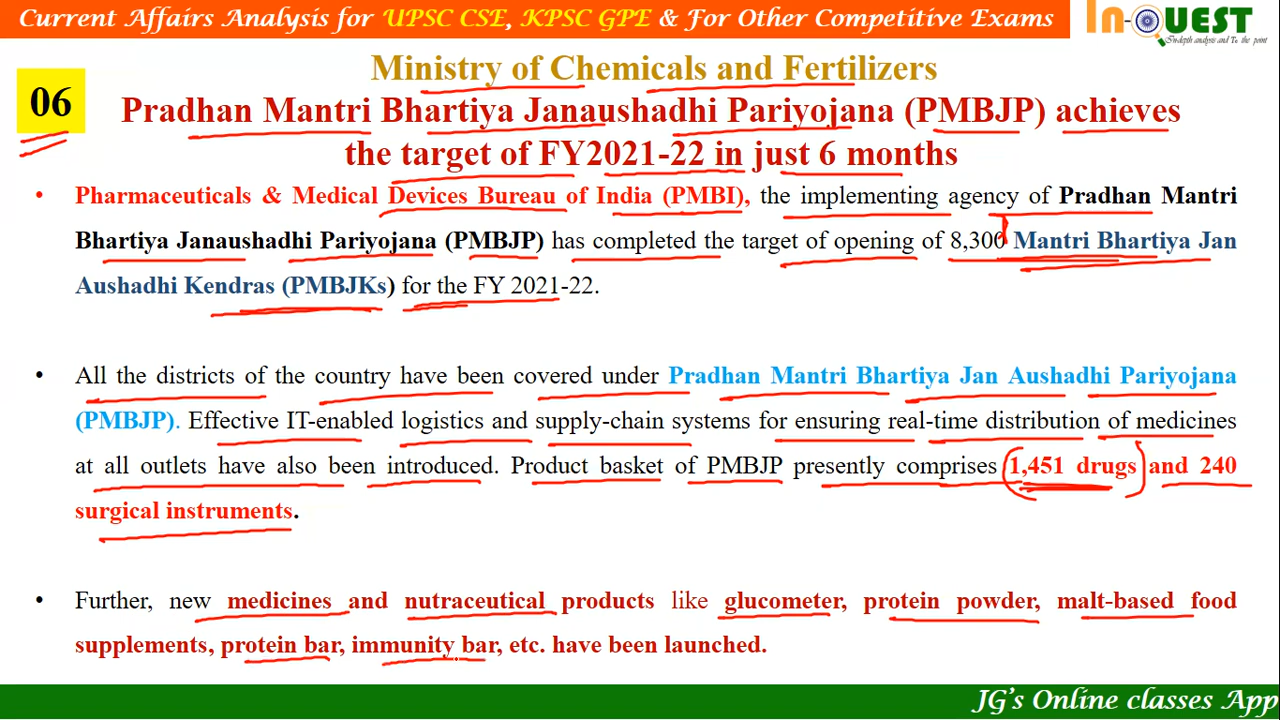 Current Affairs Analysis for UPSC CSE, KPSC GPE & For Other Competitive Exams
In-QUEST
In-depth analysis and To the point
Ministry of Chemicals and Fertilizers
06
Pradhan Mantri Bhartiya Janaushadhi Pariyojana (PMBJP) achieves
the target of FY2021-22 in just 6 months
• Pharmaceuticals & Medical Devices Bureau of India (PMBI), the implementing agency of Pradhan Mantri
Bhartiya Janaushadhi Pariyojana (PMBJP) has completed the target of opening of 8,300 Mantri Bhartiya Jan
Aushadhi Kendras (PMBJKs) for the FY 2021-22.
• All the districts of the country have been covered under Pradhan Mantri Bhartiya Jan Aushadhi Pariyojana
(PMBJP). Effective IT-enabled logistics and supply-chain systems for ensuring real-time distribution of medicines
at all outlets have also been introduced. Product basket of PMBJP presently comprises 1,451 drugs and 240
surgical instruments.
• Further, new medicines and nutraceutical products like glucometer, protein powder, malt-based food
supplements, protein bar, immunity bar, etc. have been launched.
JG's Online classes App